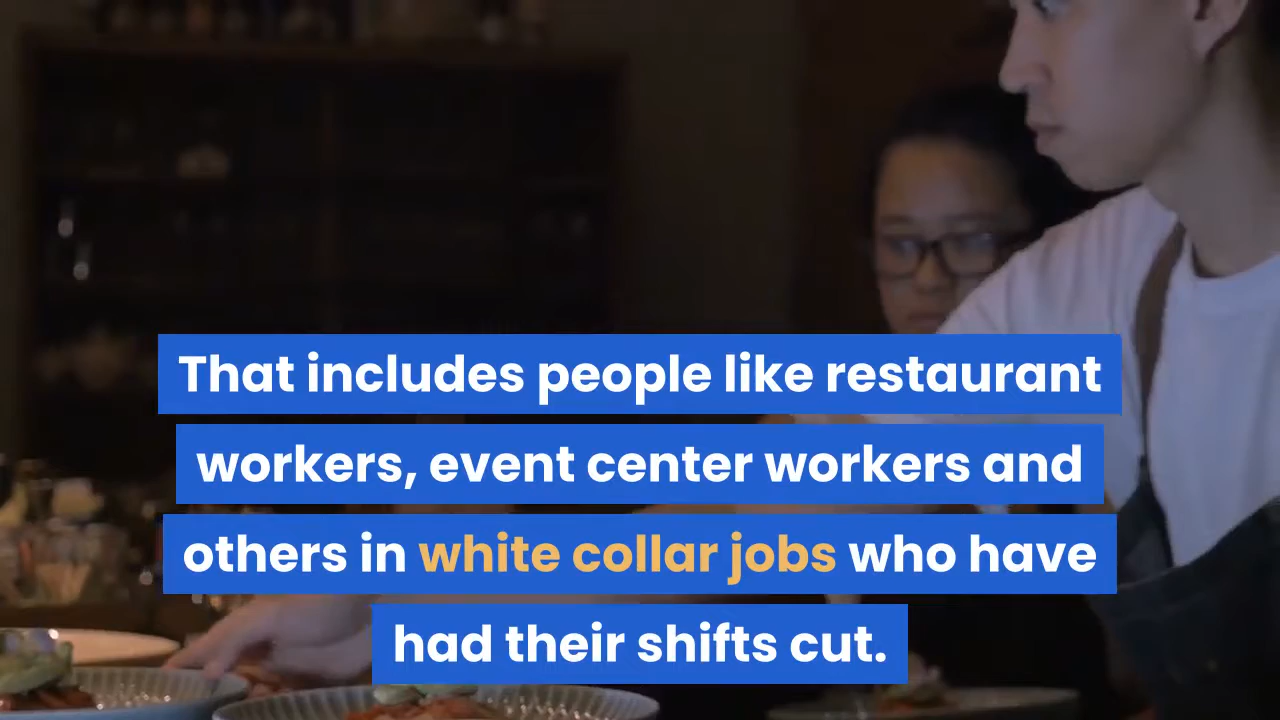 That includes people like restaurant
workers, event center workers and
others in white collar jobs who have
had their shifts cut.